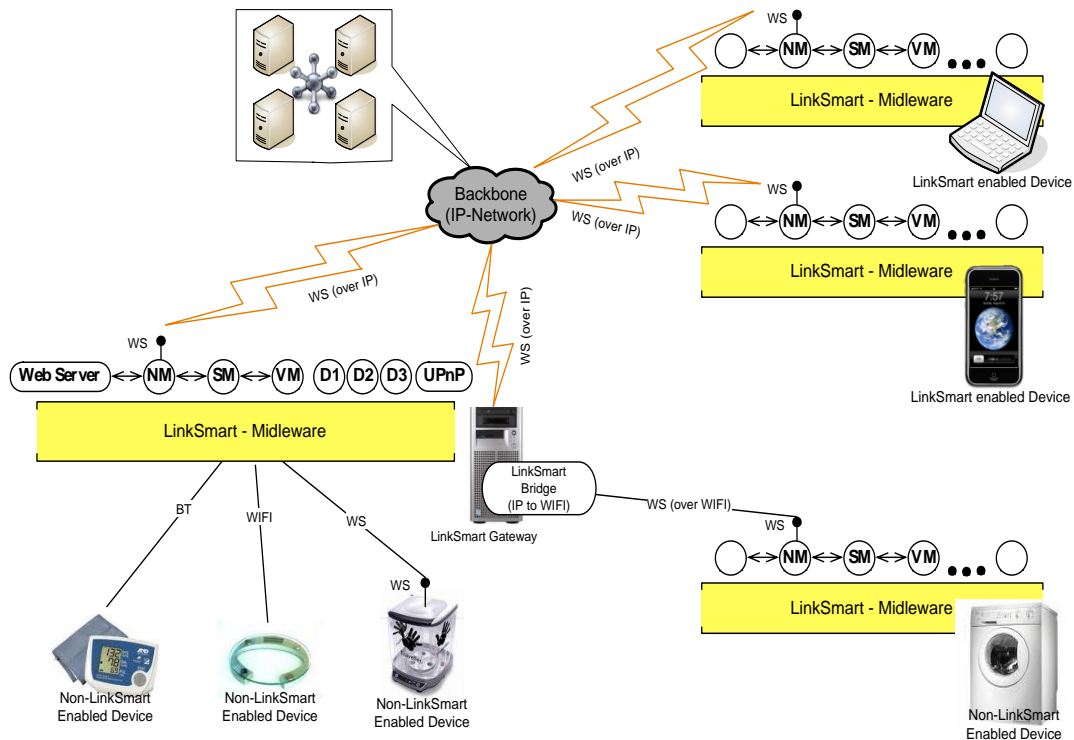 WS
NM
SM
VM
LinkSmart - Midleware
LinkSmart enabled Device
WS (over IP)
Backbone
(IP-Network)
WS (over IP)
WS
NM
SM
VM
LinkSmart - Midleware
7:57
LinkSmart enabled Device
WS (over IP)
WS (over IP)
WS
Web Server
NM
SM
VM
D1
D2
D3
UPnP
LinkSmart - Midleware
LinkSmart
Bridge
(IP to WIFI)
LinkSmart Gateway
WS (over WIFI)
BT
WIFI
WS
WS
Non-LinkSmart
Enabled Device
Non-LinkSmart
Enabled Device
Non-LinkSmart
Enabled Device
WS
NM
SM
VM
LinkSmart - Midleware
Non-LinkSmart
Enabled Device